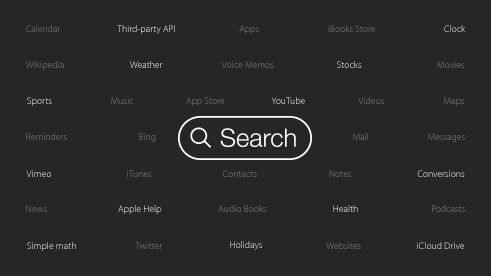 Calendar Third-party API Apps iBooks Store Clock
Wikipedia Weather Voice Memos Stocks Movies
Sports Music App Store YouTube Videos Maps
Reminders Bing Search Mail Messages
Vimeo iTunes Contacts Notes Conversions
News Apple Help Audio Books Health Podcasts
Simple math Twitter Holidays Websites iCloud Drive